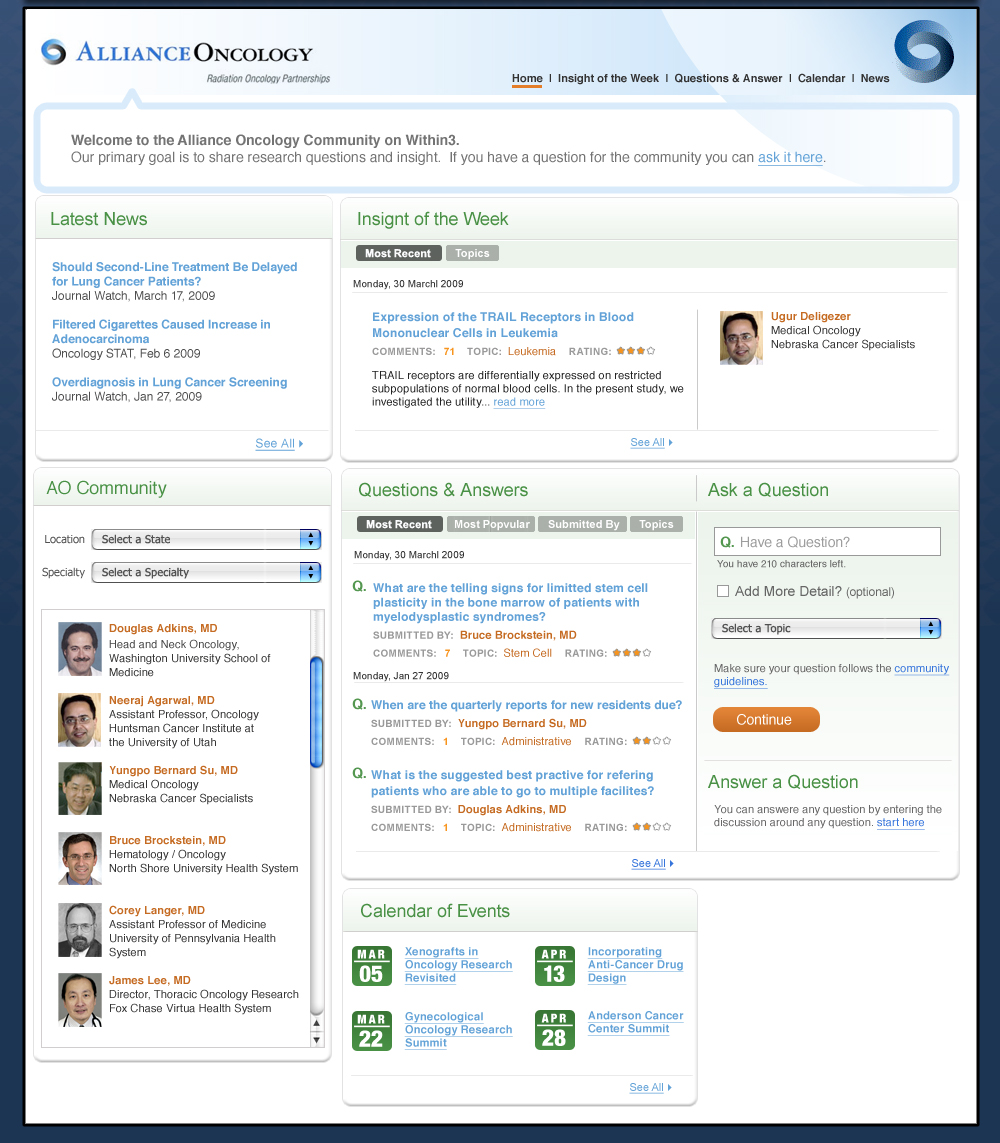 ALLIANCEONCOLOGY
Radiation Oncology Partnerships
Home | Insight of the Week | Questions & Answer | Calendar | News
Welcome to the Alliance Oncology Community on Within3.
Our primary goal is to share research questions and insight. If you have a question for the community you can ask it here.
Latest News
Should Second-Line Treatment Be Delayed
for Lung Cancer Patients?
Journal Watch, March 17, 2009
Filtered Cigarettes Caused Increase in
Adenocarcinoma
Oncology STAT, Feb 6 2009
Overdiagnosis in Lung Cancer Screening
Journal Watch, Jan 27, 2009
See All
Insignt of the Week
Most Recent Topics
Monday, 30 Marchl 2009
Expression of the TRAIL Receptors in Blood
Mononuclear Cells in Leukemia
COMMENTS: 71 TOPIC: Leukemia RATING:
TRAIL receptors are differentially expressed on restricted
subpopulations of normal blood cells. In the present study, we
investigated the utility... read more
Ugur Deligezer
Medical Oncology
Nebraska Cancer Specialists
See All
AO Community
Location Select a State
Specialty Select a Specialty
Douglas Adkins, MD
Head and Neck Oncology,
Washington University School of
Medicine
Neeraj Agarwal, MD
Assistant Professor, Oncology
Huntsman Cancer Institute at
the University of Utah
Yungpo Bernard Su, MD
Medical Oncology
Nebraska Cancer Specialists
Bruce Brockstein, MD
Hematology / Oncology
North Shore University Health System
Corey Langer, MD
Assistant Professor of Medicine
University of Pennsylvania Health
System
James Lee, MD
Director, Thoracic Oncology Research
Fox Chase Virtua Health System
Questions & Answers
Most Recent Most Popvular Submitted By Topics
Monday, 30 Marchl 2009
Q. What are the telling signs for limitted stem cell
plasticity in the bone marrow of patients with
myelodysplastic syndromes?
SUBMITTED BY: Bruce Brockstein, MD
COMMENTS: 7 TOPIC: Stem Cell RATING:
Monday, Jan 27 2009
Q. When are the quarterly reports for new residents due?
SUBMITTED BY: Yungpo Bernard Su, MD
COMMENTS: 1 TOPIC: Administrative RATING:
Q. What is the suggested best practive for refering
patients who are able to go to multiple facilites?
SUBMITTED BY: Douglas Adkins, MD
COMMENTS: 1 TOPIC: Administrative RATING:
See All
Ask a Question
Q. Have a Question?
You have 210 characters left.
Add More Detail? (optional)
Select a Topic
Make sure your question follows the community
guidelines.
Continue
Answer a Question
You can answere any question by entering the
discussion around any question. start here
Calendar of Events
MAR
05
Xenografts in
Oncology Research
Revisited
APR
13
Incorporating
Anti-Cancer Drug
Design
MAR
22
Gynecological
Oncology Research
Summit
APR
28
Anderson Cancer
Center Summit
See All